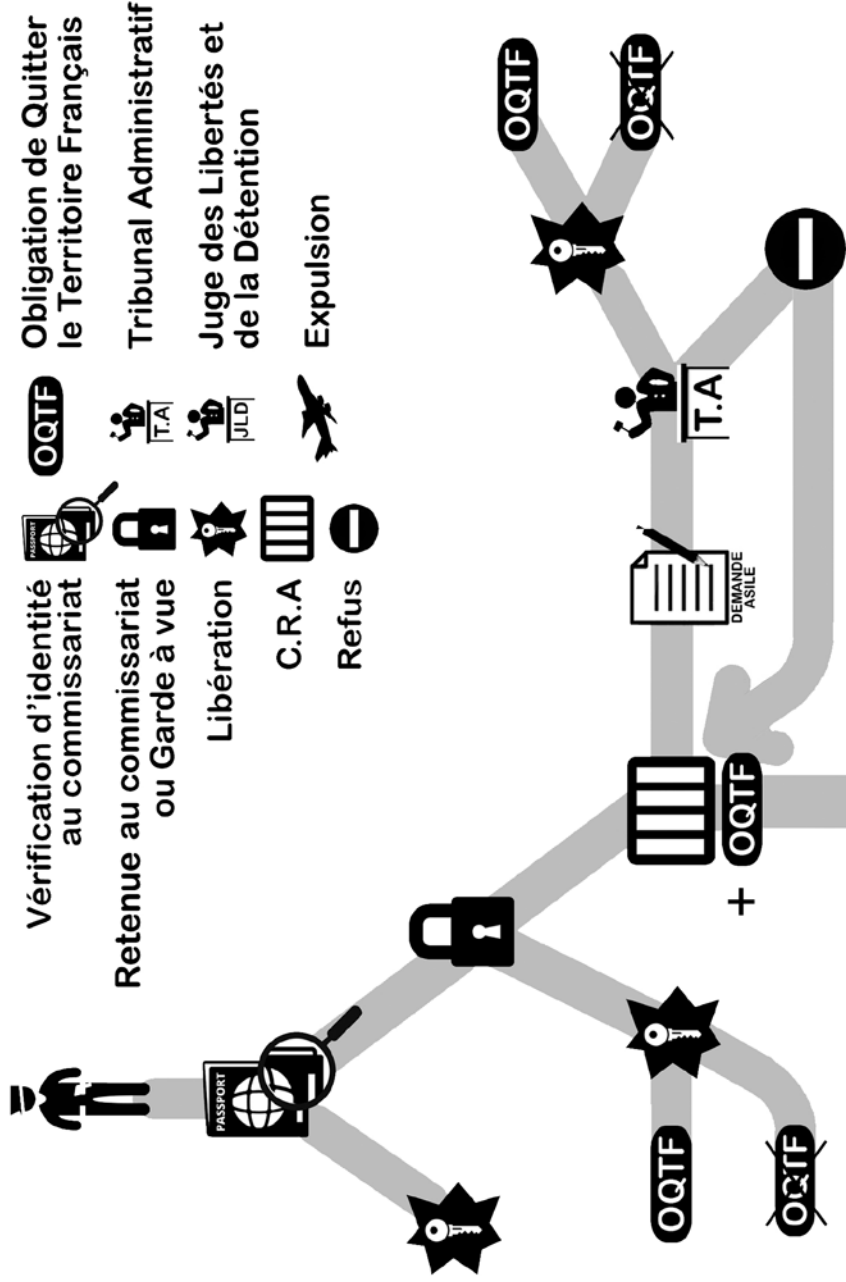 Vérification d’identité
au commissariat
PASSPORT
Retenue au commissariat
ou Garde à vue
Libération
C.R.A
Refus
OQTF
Obligation de Quitter
le Territoire Français
T.A
Tribunal Administratif
JLD
Juge des Libertés et
de la Détention
Expulsion
PASSPORT
OQTF
OQTF
+
OQTF
DEMANDE
ASILE
T.A
OQTF
OQTF